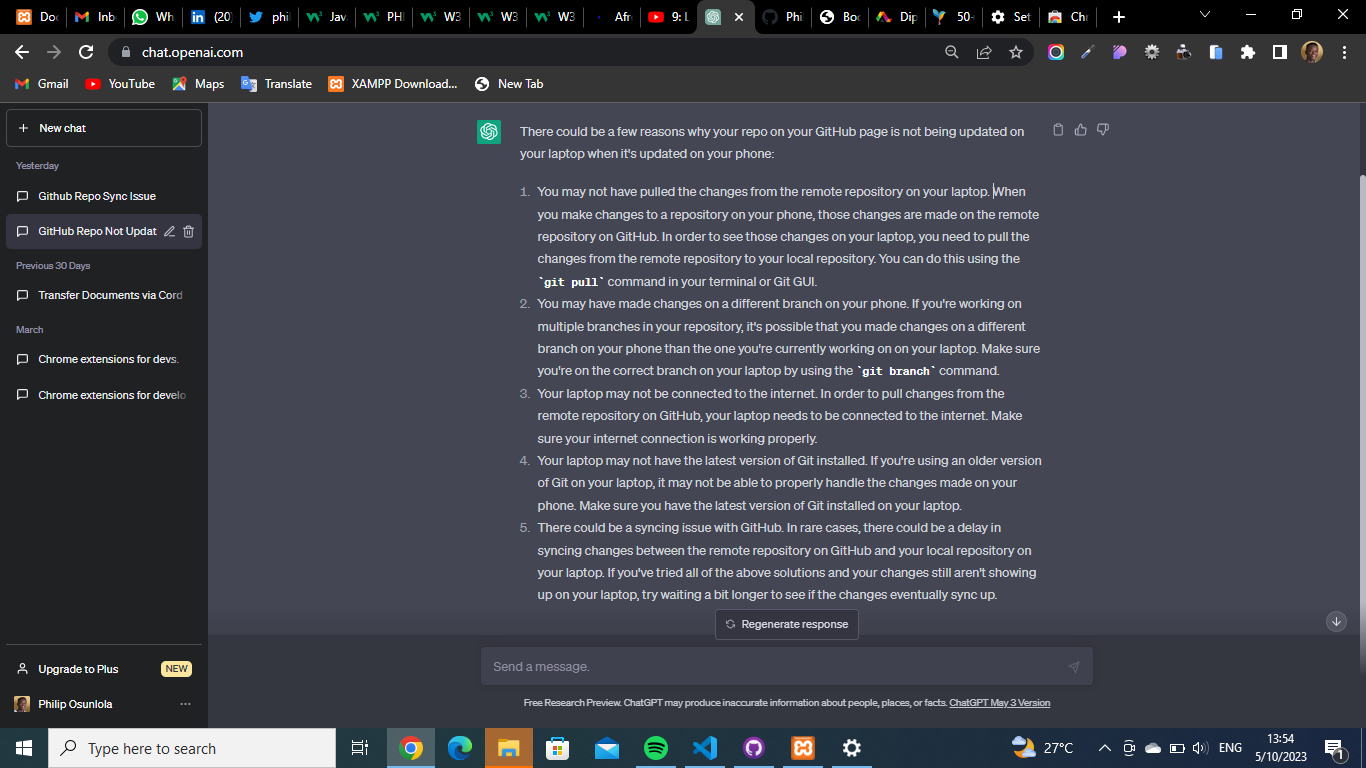 Doc
Inb
Wh
(20)
phil
Jav
PHI
W3
W3
W3
Afr
9: L
Phi
Boo
Dip
50-
Set
Chr
chat.openai.com
Gmail
YouTube
Maps
Translate
XAMPP Download...
New Tab
New chat
Yesterday
Github Repo Sync Issue
GitHub Repo Not Updat
Previous 30 Days
Transfer Documents via Cord
March
Chrome extensions for devs.
Chrome extensions for develo
Upgrade to Plus
NEW
Philip Osunlola
There could be a few reasons why your repo on your GitHub page is not being updated on
your laptop when it's updated on your phone:
1. You may not have pulled the changes from the remote repository on your laptop. When
you make changes to a repository on your phone, those changes are made on the remote
repository on GitHub. In order to see those changes on your laptop, you need to pull the
changes from the remote repository to your local repository. You can do this using the
`git pull` command in your terminal or Git GUI.
2. You may have made changes on a different branch on your phone. If you're working on
multiple branches in your repository, it's possible that you made changes on a different
branch on your phone than the one you're currently working on on your laptop. Make sure
you're on the correct branch on your laptop by using the `git branch` command.
3. Your laptop may not be connected to the internet. In order to pull changes from the
remote repository on GitHub, your laptop needs to be connected to the internet. Make
sure your internet connection is working properly.
4. Your laptop may not have the latest version of Git installed. If you're using an older version
of Git on your laptop, it may not be able to properly handle the changes made on your
phone. Make sure you have the latest version of Git installed on your laptop.
5. There could be a syncing issue with GitHub. In rare cases, there could be a delay in
syncing changes between the remote repository on GitHub and your local repository on
your laptop. If you've tried all of the above solutions and your changes still aren't showing
up on your laptop, try waiting a bit longer to see if the changes eventually sync up.
Regenerate response
Send a message.
Free Research Preview. ChatGPT may produce inaccurate information about people, places, or facts. ChatGPT May 3 Version
Type here to search
27°C
ENG
13:54
5/10/2023
1